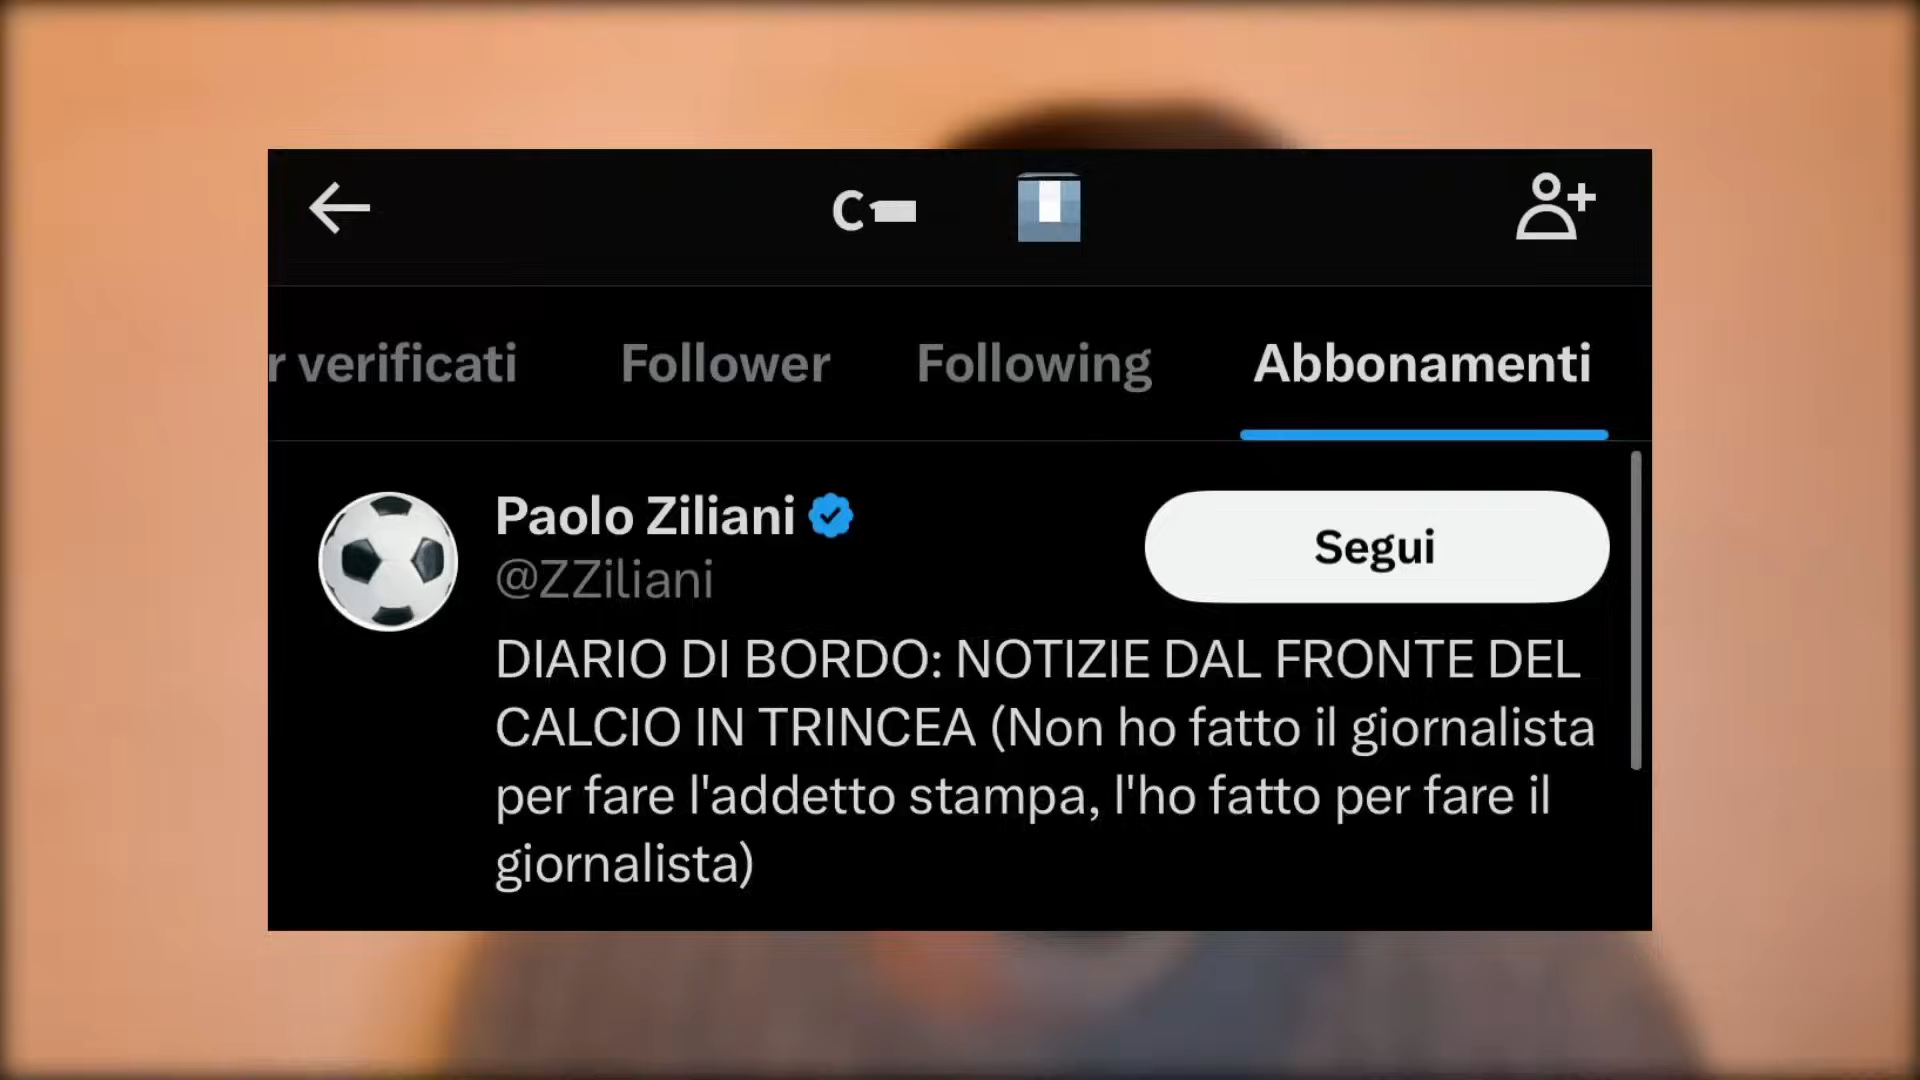 C
r verificati Follower Following Abbonamenti
Paolo Ziliani
@ZZiliani
Segui
DIARIO DI BORDO: NOTIZIE DAL FRONTE DEL
CALCIO IN TRINCEA (Non ho fatto il giornalista
per fare l'addetto stampa, l'ho fatto per fare il
giornalista)